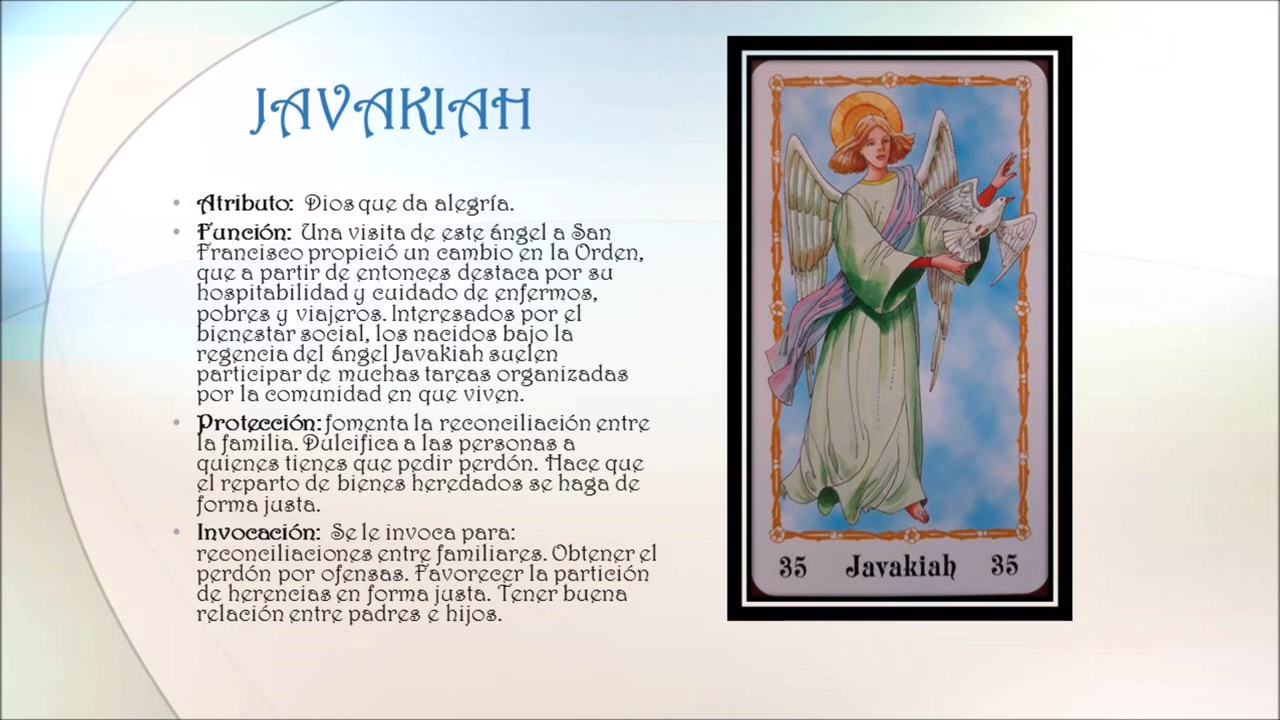 JAVAKIAH
• Atributo: Dios que da alegría.
• Función: Una visita de este ángel a San
Francisco propició un cambio en la Orden,
que a partir de entonces destaca por su
hospitabilidad y cuidado de enfermos,
pobres y viajeros. Interesados por el
bienestar social, los nacidos bajo la
regencia del ángel Javakiah suelen
participar de muchas tareas organizadas
por la comunidad en que viven.
• Protección: fomenta la reconciliación entre
la familia. Dulcifica a las personas a
quienes tienes que pedir perdón. Hace que
el reparto de bienes heredados se haga de
forma justa.
• Invocación: Se le invoca para:
reconciliaciones entre familiares. Obtener el
perdón por ofensas. Favorecer la partición
de herencias en forma justa. Tener buena
relación entre padres e hijos.
35 Javakiah 35